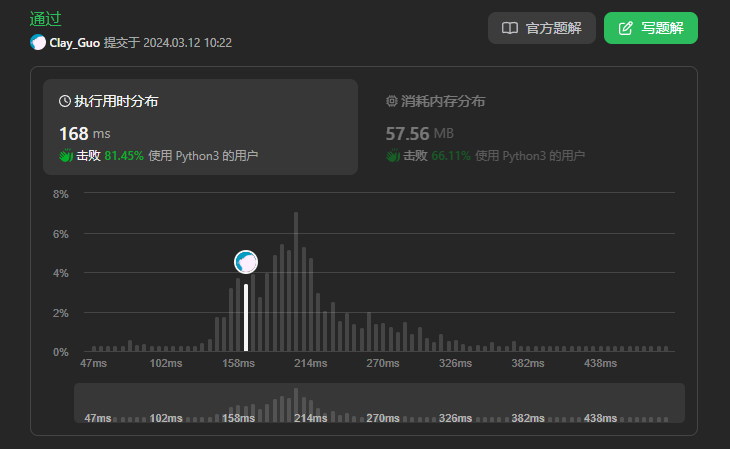 通过
Clay_Guo 提交于 2024.03.12 10:22
官方题解
写题解
执行用时分布
168 ms
击败 81.45% 使用 Python3 的用户
消耗内存分布
57.56 MB
击败 66.11% 使用 Python3 的用户
8%
6%
4%
2%
0%
47ms 102ms 158ms 214ms 270ms 326ms 382ms 438ms
47ms 102ms 158ms 214ms 270ms 326ms 382ms 438ms